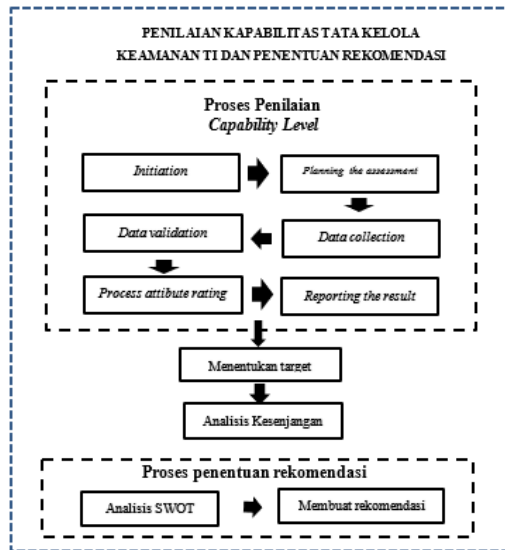 PENILAIAN KAPABILITAS TATA KELOLA
KEAMANAN TI DAN PENENTUAN REKOMENDASI
Proses Penilaian
Capability Level
Initiation
Planning the assessment
Data validation
Data collection
Process attibute rating
Reporting the result
Menentukan target
Analisis Kesenjangan
Proses penentuan rekomendasi
Analisis SWOT
Membuat rekomendasi